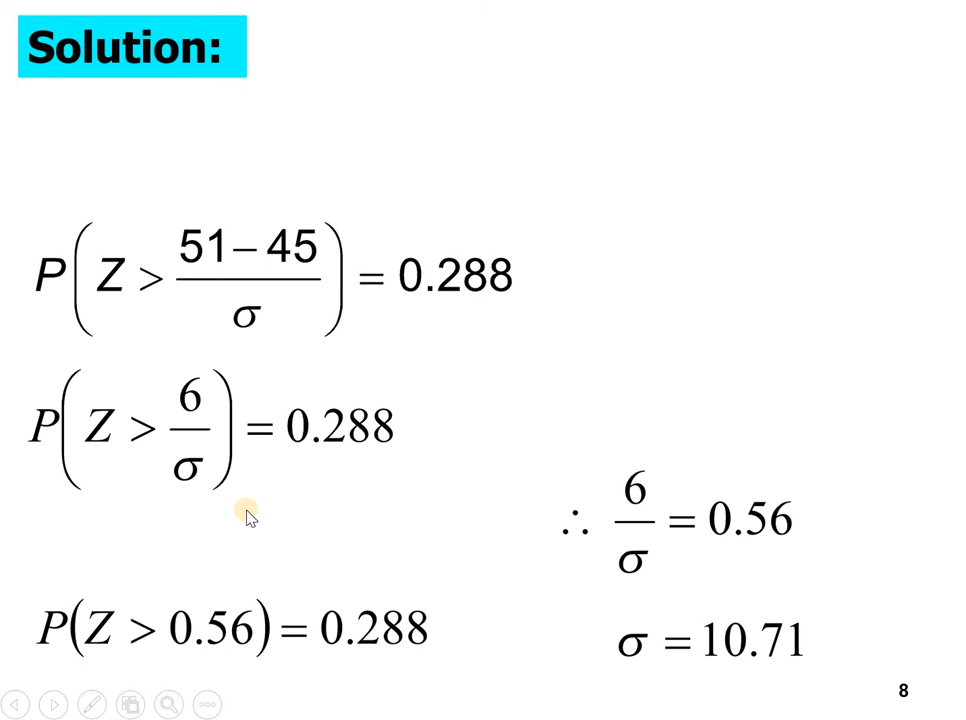 Solution:
P(Z > (51 − 45)/σ) = 0.288
P(Z > 6/σ) = 0.288
∴ 6/σ = 0.56
P(Z > 0.56) = 0.288
σ = 10.71
8